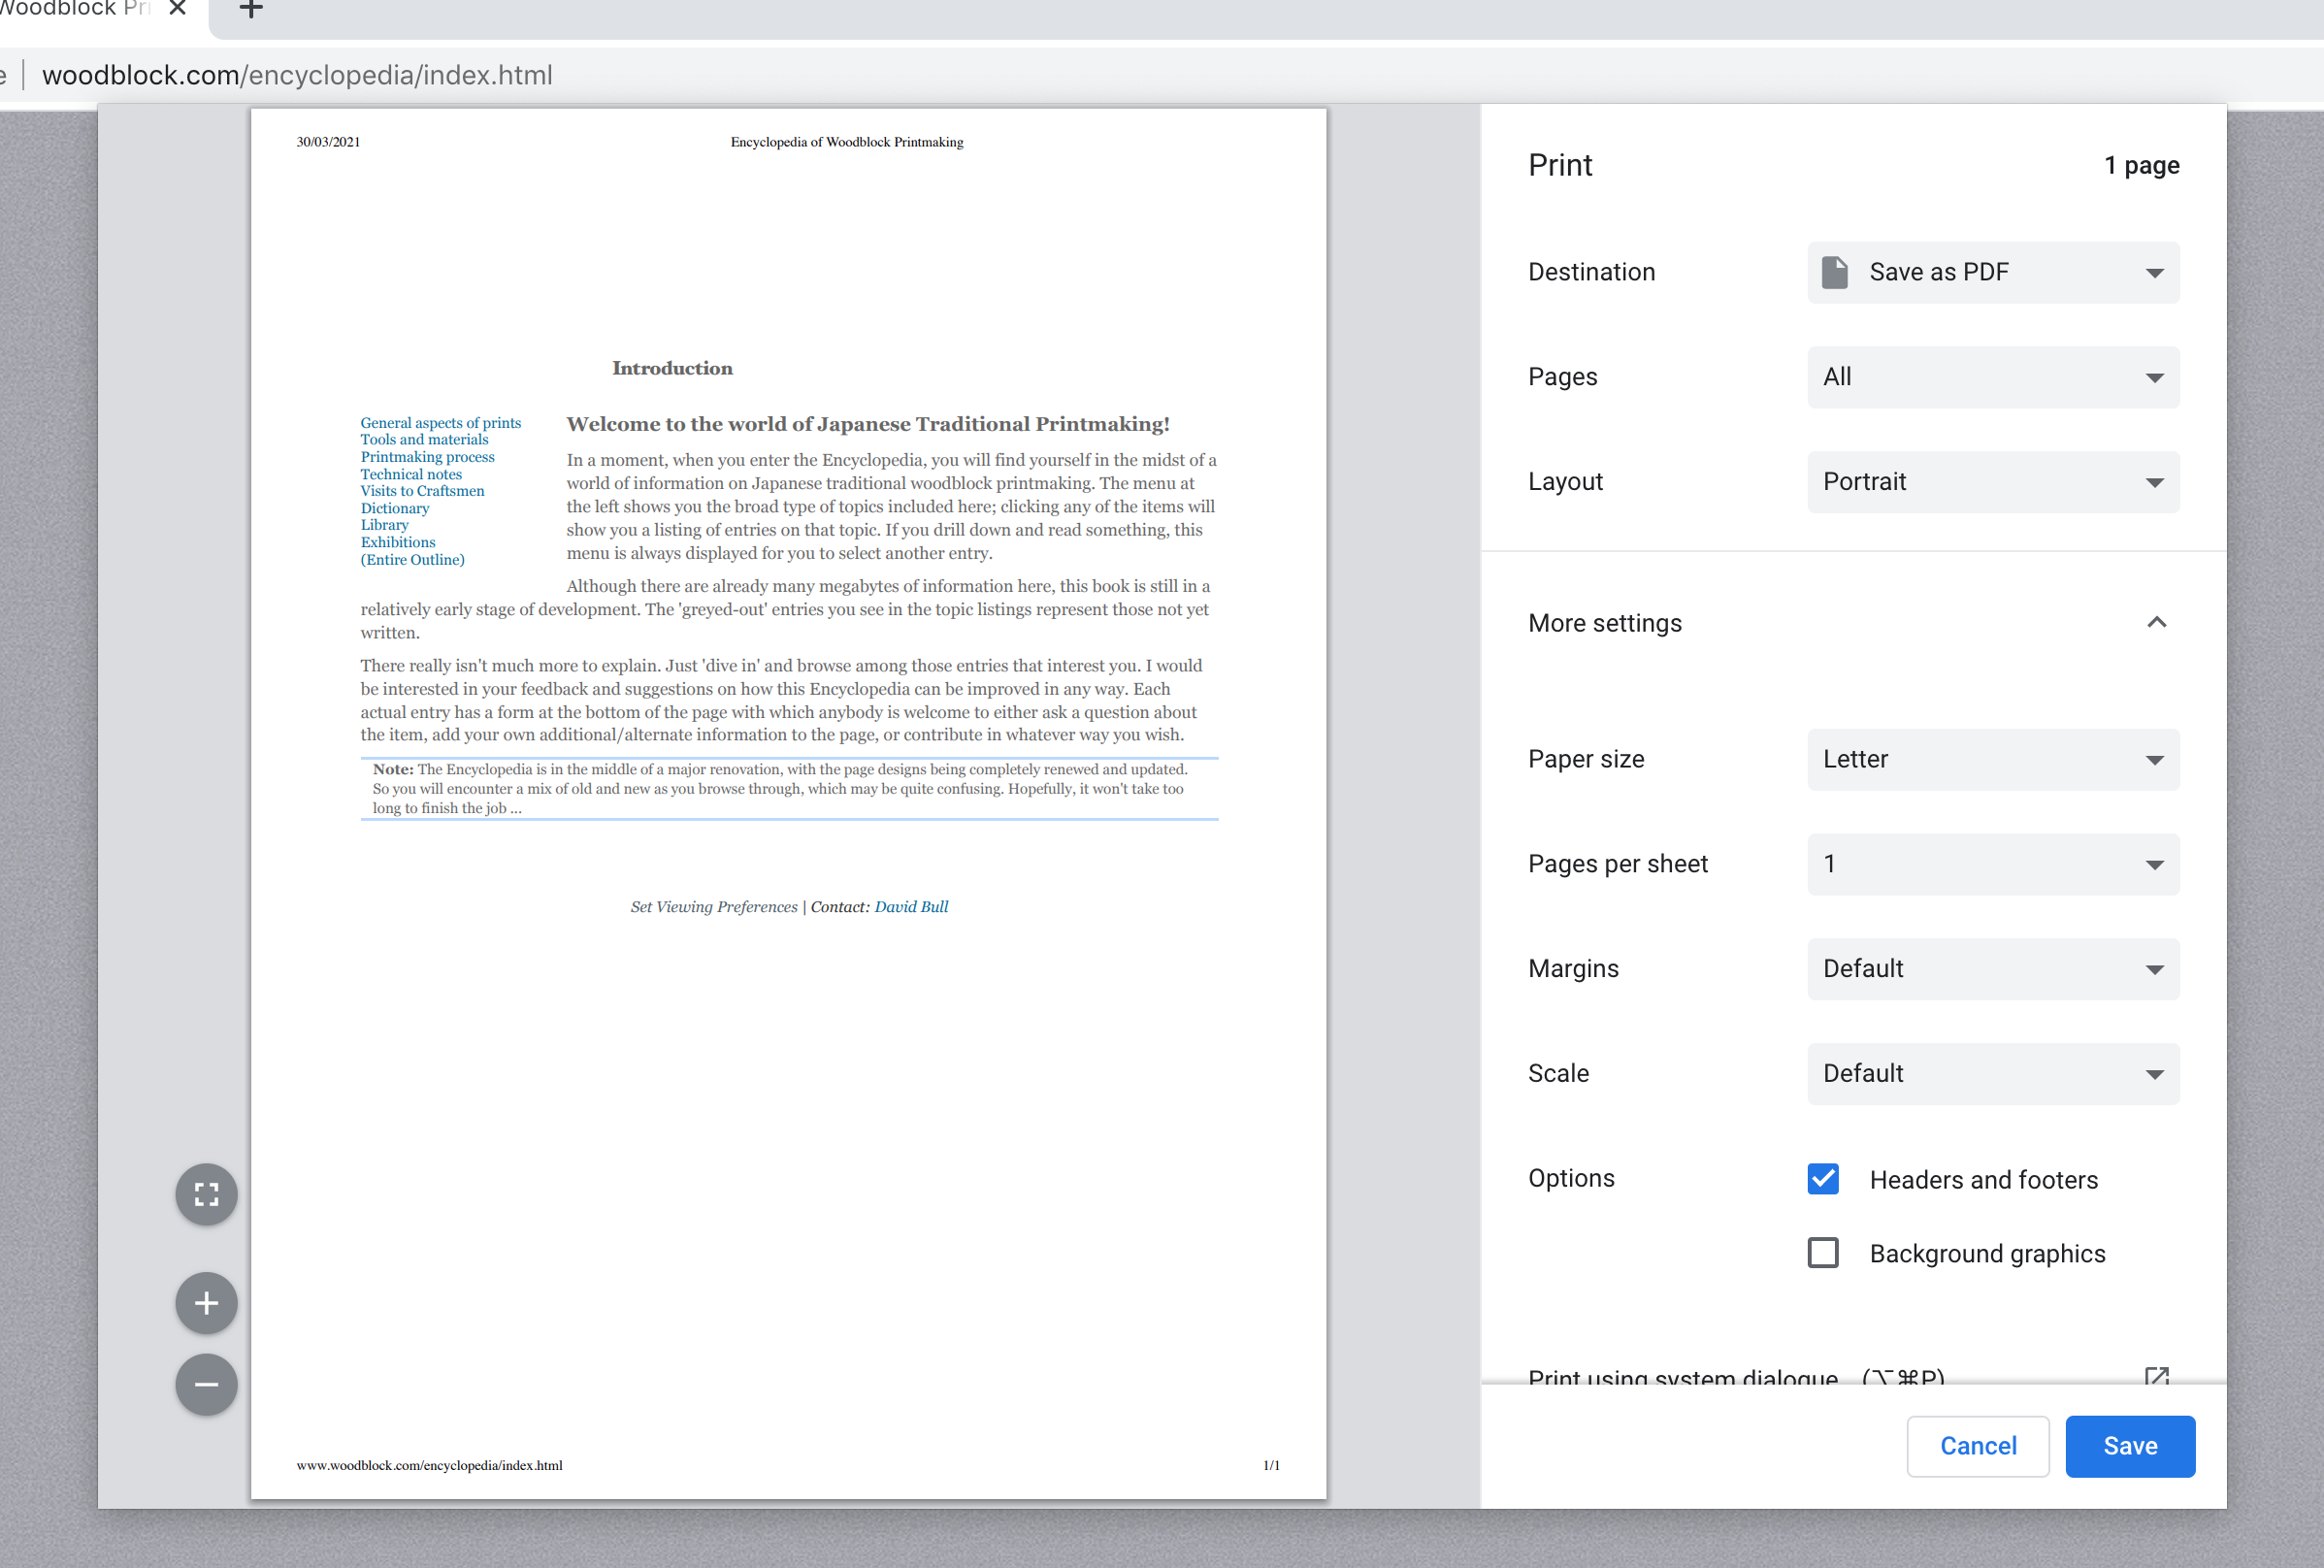 Woodblock Pri
woodblock.com/encyclopedia/index.html
30/03/2021
Encyclopedia of Woodblock Printmaking
Introduction
General aspects of prints
Tools and materials
Printmaking process
Technical notes
Visits to Craftsmen
Dictionary
Library
Exhibitions
(Entire Outline)
Welcome to the world of Japanese Traditional Printmaking!
In a moment, when you enter the Encyclopedia, you will find yourself in the midst of a
world of information on Japanese traditional woodblock printmaking. The menu at
the left shows you the broad type of topics included here; clicking any of the items will
show you a listing of entries on that topic. If you drill down and read something, this
menu is always displayed for you to select another entry.
Although there are already many megabytes of information here, this book is still in a
relatively early stage of development. The 'greyed-out' entries you see in the topic listings represent those not yet
written.
There really isn't much more to explain. Just 'dive in' and browse among those entries that interest you. I would
be interested in your feedback and suggestions on how this Encyclopedia can be improved in any way. Each
actual entry has a form at the bottom of the page with which anybody is welcome to either ask a question about
the item, add your own additional/alternate information to the page, or contribute in whatever way you wish.
Note: The Encyclopedia is in the middle of a major renovation, with the page designs being completely renewed and updated.
So you will encounter a mix of old and new as you browse through, which may be quite confusing. Hopefully, it won't take too
long to finish the job ...
Set Viewing Preferences | Contact: David Bull
www.woodblock.com/encyclopedia/index.html
1/1
Print
1 page
Destination
Save as PDF
Pages
All
Layout
Portrait
More settings
Paper size
Letter
Pages per sheet
1
Margins
Default
Scale
Default
Options
Headers and footers
Background graphics
Print using system dialogue (⌥⌘P)
Cancel
Save